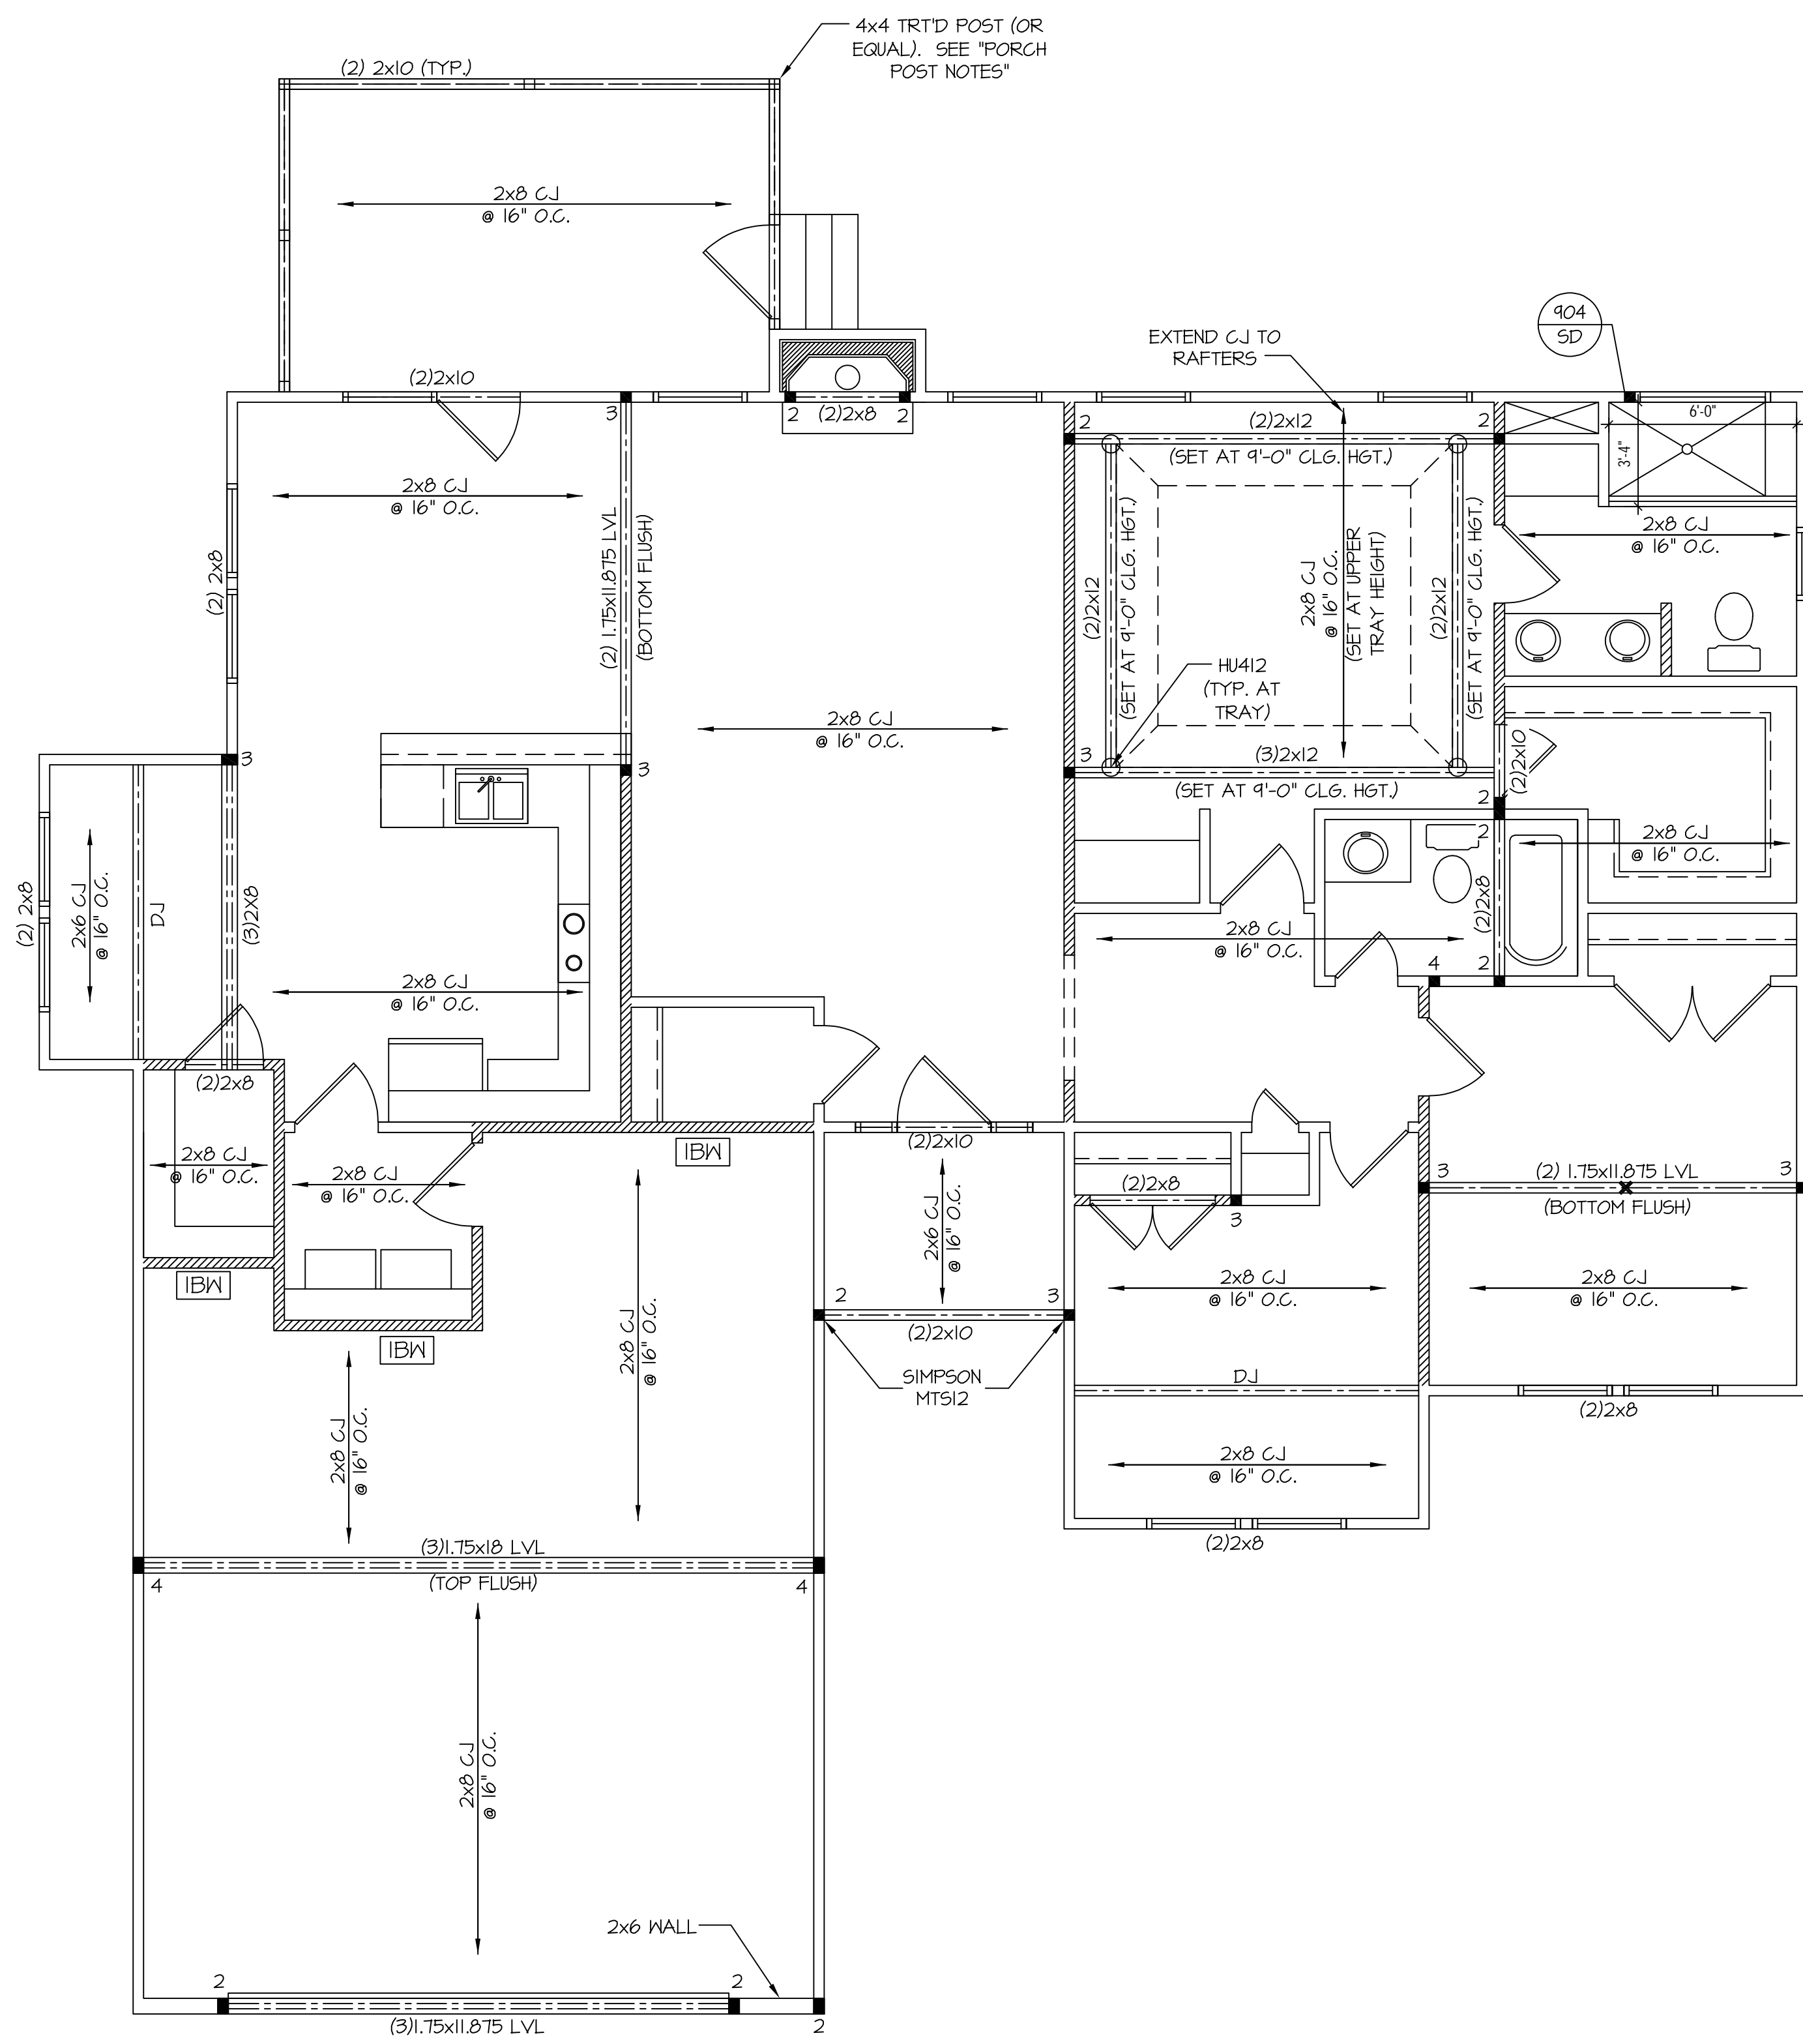 4x4 TRT'D POST (OR
EQUAL). SEE "PORCH
POST NOTES"
(2) 2x10 (TYP.)
2x8 CJ
@ 16" O.C.
904
SD
EXTEND CJ TO
RAFTERS
(2)2x10
3
2
(2)2x8
2
2
(2)2x12
2
(SET AT 9'-0" CLG. HGT.)
6'-0"
3'-4"
2x8 CJ
@ 16" O.C.
(2) 1.75x11.875 LVL
(BOTTOM FLUSH)
(2) 2x8
(2)2x12
(SET AT 9'-0" CLG. HGT.)
2x8 CJ
@ 16" O.C.
(SET AT UPPER
TRAY HEIGHT)
(2)2x12
(SET AT 9'-0" CLG. HGT.)
2x8 CJ
@ 16" O.C.
HU412
(TYP. AT
TRAY)
2x8 CJ
@ 16" O.C.
3
3
3
(3)2x12
(SET AT 9'-0" CLG. HGT.)
(2)2x10
2
2
2x8 CJ
@ 16" O.C.
(2) 2x8
2x6 CJ
@ 16" O.C.
DJ
(3)2x8
2x8 CJ
@ 16" O.C.
2x8 CJ
@ 16" O.C.
(2)2x8
4
2
(2)2x8
2x8 CJ
@ 16" O.C.
2x8 CJ
@ 16" O.C.
IBW
(2)2x10
2x6 CJ
@ 16" O.C.
(2)2x8
3
3
(2) 1.75x11.875 LVL
3
(BOTTOM FLUSH)
IBW
IBW
2x8 CJ
@ 16" O.C.
2x8 CJ
@ 16" O.C.
2
3
(2)2x10
SIMPSON
MTS12
2x8 CJ
@ 16" O.C.
2x8 CJ
@ 16" O.C.
DJ
(2)2x8
2x8 CJ
@ 16" O.C.
(2)2x8
(3)1.75x18 LVL
4
(TOP FLUSH)
4
2x8 CJ
@ 16" O.C.
2x6 WALL
2
2
(3)1.75x11.875 LVL
2